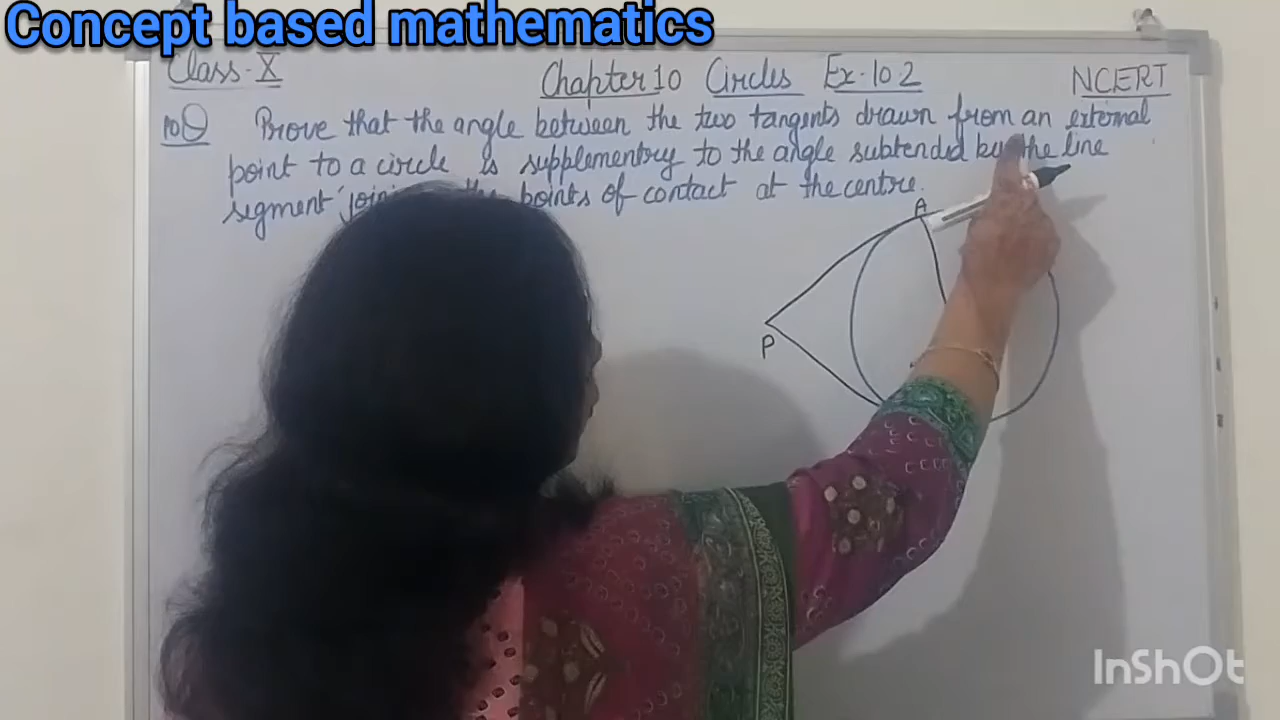 Concept based mathematics
Class-X
Chapter 10 Circles Ex-10.2
NCERT
10Q Prove that the angle between the two tangents drawn from an external
point to a circle is supplementry to the angle subtended by the line
segment points of contact at the centre.
A
P
InShOt